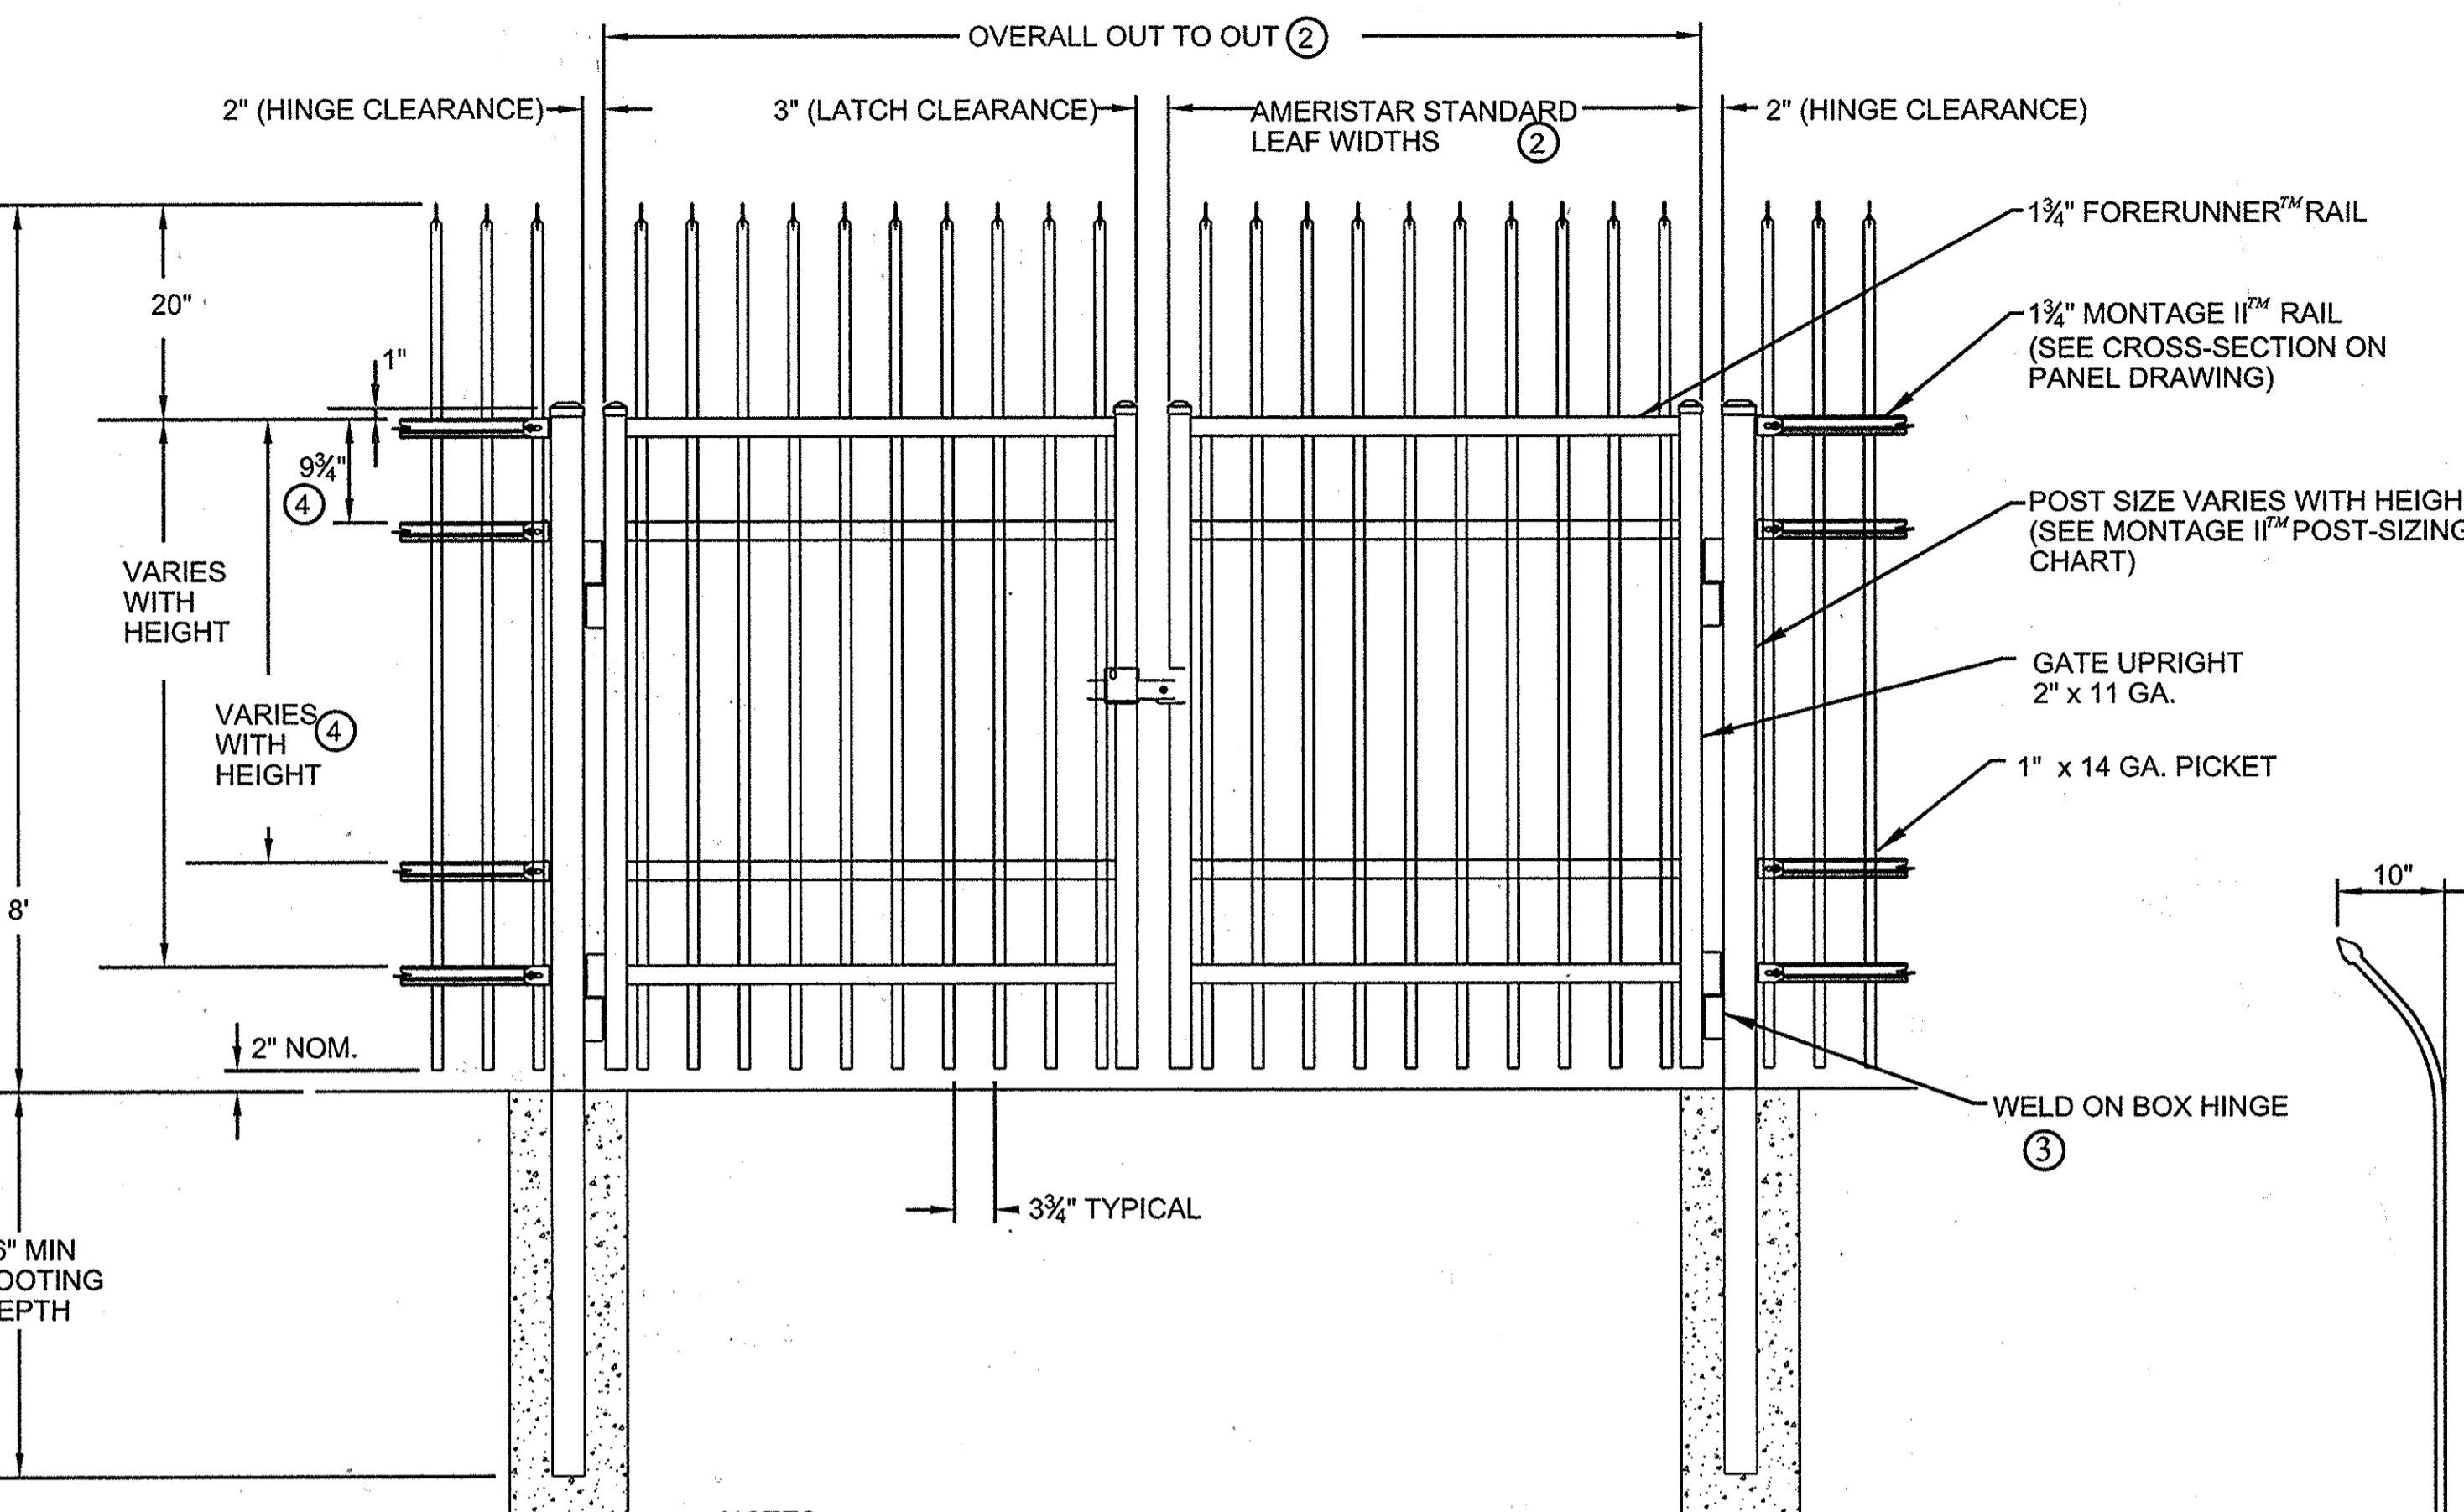 OVERALL OUT TO OUT 2
2" (HINGE CLEARANCE)
3" (LATCH CLEARANCE)
AMERISTAR STANDARD
LEAF WIDTHS 2
2" (HINGE CLEARANCE)
1¾" FORERUNNER™ RAIL
20"
1¾" MONTAGE II™ RAIL
(SEE CROSS-SECTION ON
PANEL DRAWING)
1"
9¾"
4
POST SIZE VARIES WITH HEIGH
(SEE MONTAGE II™ POST-SIZING
CHART)
VARIES
WITH
HEIGHT
GATE UPRIGHT
2" x 11 GA.
VARIES 4
WITH
HEIGHT
1" x 14 GA. PICKET
10"
8'
2" NOM.
WELD ON BOX HINGE
3
3¾" TYPICAL
6" MIN
OOTING
EPTH